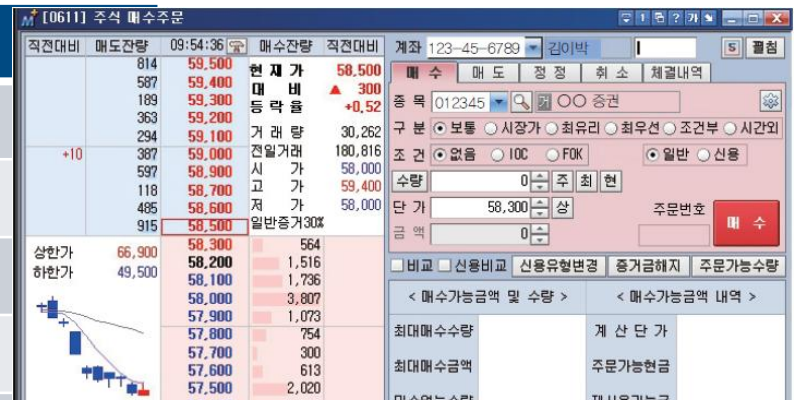 [0611] 주식 매수주문
직전대비 매도잔량 09:54:36 매수잔량 직전대비
814 59,500
587 59,400
189 59,300
363 59,200
294 59,100
+10 387 59,000
597 58,900
118 58,700
485 58,600
915 58,500
현 재 가 58,500
대 비 ▲ 300
등 락 율 +0,52
거 래 량 30,262
전일거래 180,816
시 가 58,000
고 가 59,400
저 가 58,000
일반증거30%
상한가 66,900
하한가 49,500
58,300 564
58,200 1,516
58,100 1,736
58,000 3,807
57,900 1,073
57,800 754
57,700 300
57,600 613
57,500 2,020
계좌 123-45-6789 김이박 5 펼침
매 수 매 도 정 정 취 소 체결내역
종 목 012345 OO 증권
구 분 보통 시장가 최유리 최우선 조건부 시간외
조 건 없음 IOC FOK 일반 신용
수량 0 주 최 현
단 가 58,300 상 주문번호
금 액 0
매 수
비교 신용비교 신용유형변경 증거금해지 주문가능수량
< 매수가능금액 및 수량 > < 매수가능금액 내역 >
최대매수수량 계 산 단 가
최대매수금액 주문가능현금